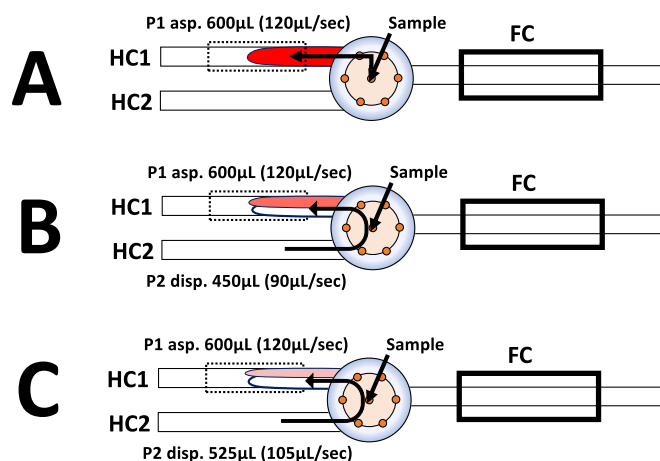 P1 asp. 600µL (120µL/sec)
Sample
FC
A
HC1
HC2
P1 asp. 600µL (120µL/sec)
Sample
FC
B
HC1
HC2
P2 disp. 450µL (90µL/sec)
P1 asp. 600µL (120µL/sec)
Sample
FC
C
HC1
HC2
P2 disp. 525µL (105µL/sec)